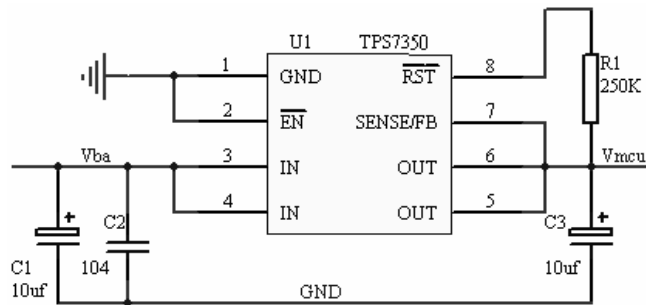 U1 TPS7350
1 GND RST 8
R1
250K
2 EN SENSE/FB 7
Vba 3 IN OUT 6 Vmcu
4 IN OUT 5
+ C2 C3 +
C1 104
10uf GND 10uf